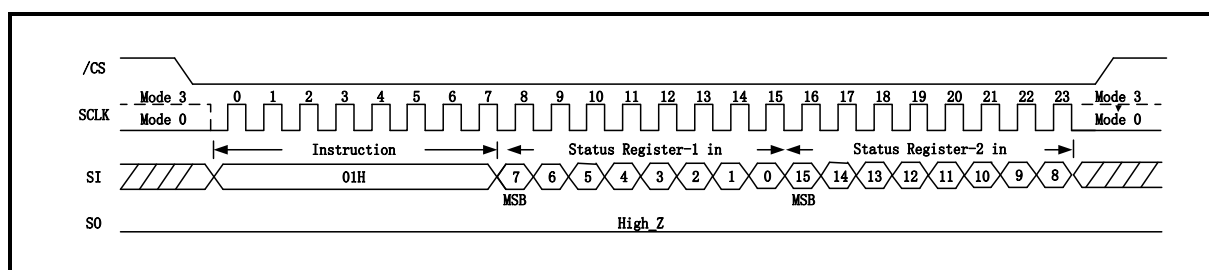 /CS
Mode 3 0 1 2 3 4 5 6 7 8 9 10 11 12 13 14 15 16 17 18 19 20 21 22 23 Mode 3
SCLK
Mode 0 Mode 0
Instruction Status Register-1 in Status Register-2 in
SI 01H 7 6 5 4 3 2 1 0 15 14 13 12 11 10 9 8
MSB MSB
SO High_Z